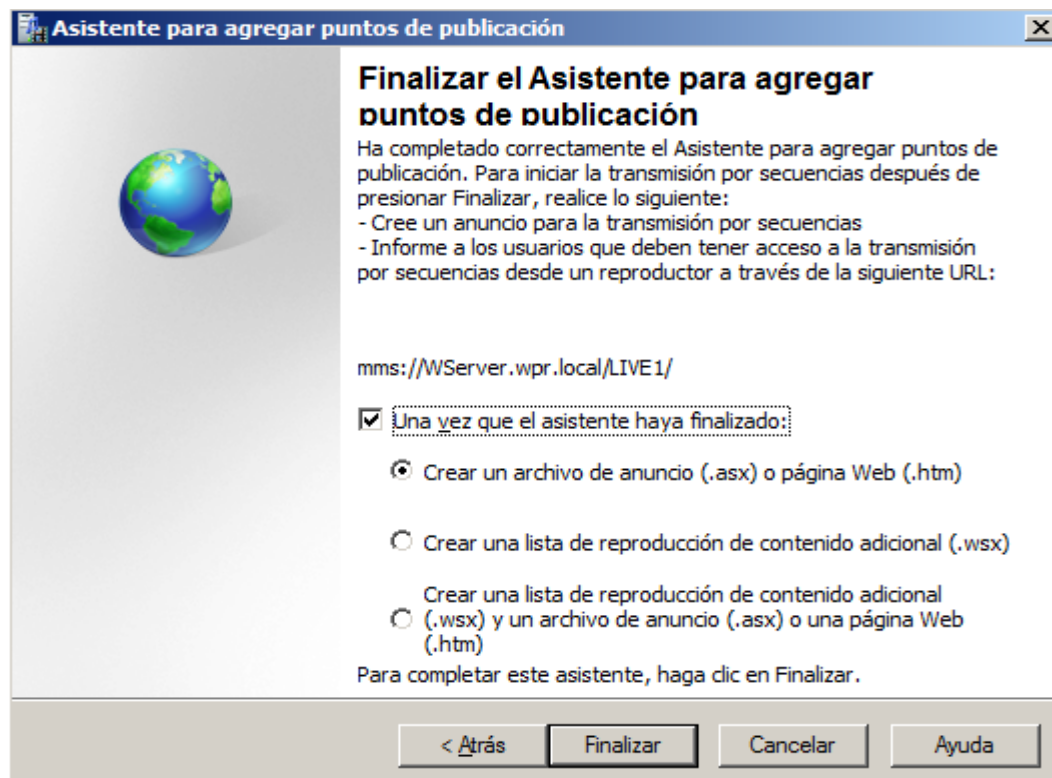 Asistente para agregar puntos de publicación
Finalizar el Asistente para agregar
puntos de publicación
Ha completado correctamente el Asistente para agregar puntos de
publicación. Para iniciar la transmisión por secuencias después de
presionar Finalizar, realice lo siguiente:
- Cree un anuncio para la transmisión por secuencias
- Informe a los usuarios que deben tener acceso a la transmisión
por secuencias desde un reproductor a través de la siguiente URL:
mms://WServer.wpr.local/LIVE1/
Una vez que el asistente haya finalizado:
Crear un archivo de anuncio (.asx) o página Web (.htm)
Crear una lista de reproducción de contenido adicional (.wsx)
Crear una lista de reproducción de contenido adicional
(.wsx) y un archivo de anuncio (.asx) o una página Web
(.htm)
Para completar este asistente, haga clic en Finalizar.
< Atrás Finalizar Cancelar Ayuda